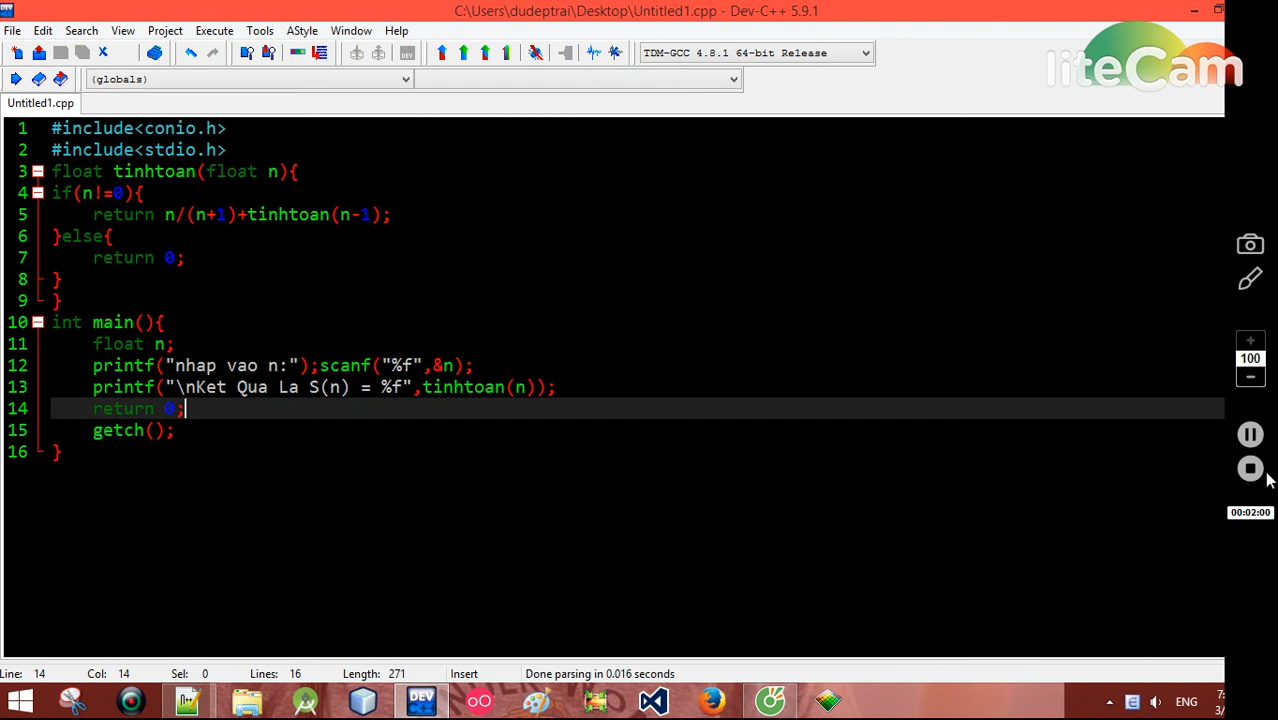 C:\Users\dudeptrai\Desktop\Untitled1.cpp - Dev-C++ 5.9.1
File Edit Search View Project Execute Tools AStyle Window Help
TDM-GCC 4.8.1 64-bit Release
liteCam
(globals)
Untitled1.cpp
1 #include<conio.h>
2 #include<stdio.h>
3 float tinhtoan(float n){
4 if(n!=0){
5 return n/(n+1)+tinhtoan(n-1);
6 }else{
7 return 0;
8 }
9 }
10 int main(){
11 float n;
12 printf("nhap vao n:");scanf("%f",&n);
13 printf("\nKet Qua La S(n) = %f",tinhtoan(n));
14 return 0;
15 getch();
16 }
100
00:02:00
Line: 14 Col: 14 Sel: 0 Lines: 16 Length: 271 Insert Done parsing in 0.016 seconds
DEV C++ ENG